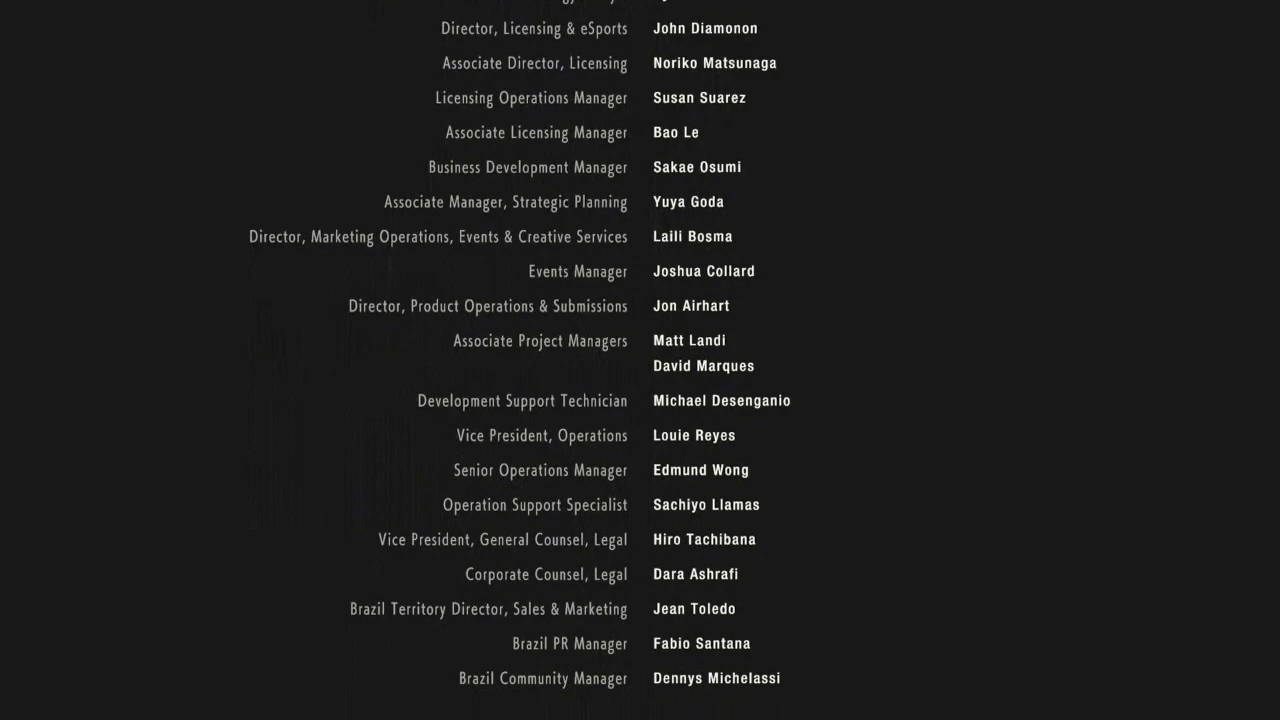 Director, Licensing & eSports John Diamonon
Associate Director, Licensing Noriko Matsunaga
Licensing Operations Manager Susan Suarez
Associate Licensing Manager Bao Le
Business Development Manager Sakae Osumi
Associate Manager, Strategic Planning Yuya Goda
Director, Marketing Operations, Events & Creative Services Laili Bosma
Events Manager Joshua Collard
Director, Product Operations & Submissions Jon Airhart
Associate Project Managers Matt Landi
David Marques
Development Support Technician Michael Desenganio
Vice President, Operations Louie Reyes
Senior Operations Manager Edmund Wong
Operation Support Specialist Sachiyo Llamas
Vice President, General Counsel, Legal Hiro Tachibana
Corporate Counsel, Legal Dara Ashrafi
Brazil Territory Director, Sales & Marketing Jean Toledo
Brazil PR Manager Fabio Santana
Brazil Community Manager Dennys Michelassi